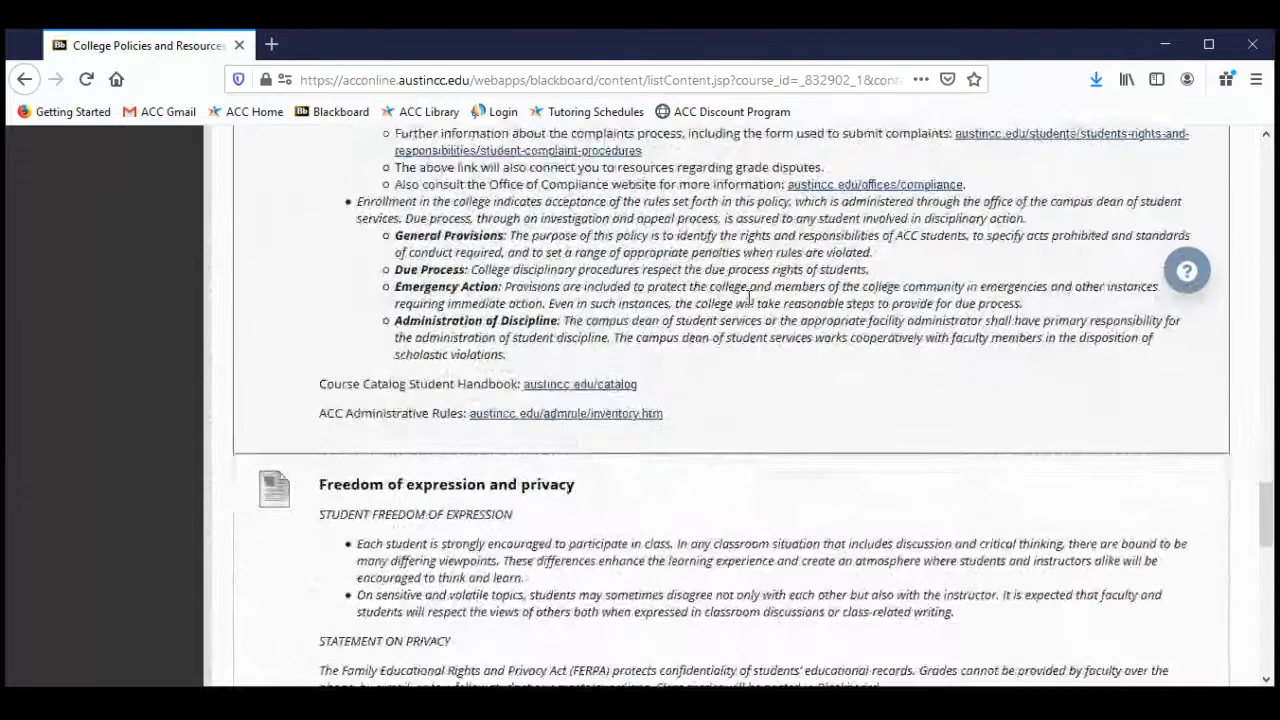 College Policies and Resources
https://acconline.austincc.edu/webapps/blackboard/content/listContent.jsp?course_id=_832902_1&cont
Getting Started ACC Gmail ACC Home Blackboard ACC Library Login Tutoring Schedules ACC Discount Program
Further information about the complaints process, including the form used to submit complaints: austincc.edu/students/students-rights-and-
responsibilities/student-complaint-procedures
The above link will also connect you to resources regarding grade disputes.
Also consult the Office of Compliance website for more information: austincc.edu/offices/compliance.
Enrollment in the college indicates acceptance of the rules set forth in this policy, which is administered through the office of the campus dean of student
services. Due process, through an investigation and appeal process, is assured to any student involved in disciplinary action.
General Provisions: The purpose of this policy is to identify the rights and responsibilities of ACC students, to specify acts prohibited and standards
of conduct required, and to set a range of appropriate penalties when rules are violated.
Due Process: College disciplinary procedures respect the due process rights of students.
Emergency Action: Provisions are included to protect the college and members of the college community in emergencies and other instances
requiring immediate action. Even in such instances, the college will take reasonable steps to provide for due process.
Administration of Discipline: The campus dean of student services or the appropriate facility administrator shall have primary responsibility for
the administration of student discipline. The campus dean of student services works cooperatively with faculty members in the disposition of
scholastic violations.
Course Catalog Student Handbook: austincc.edu/catalog
ACC Administrative Rules: austincc.edu/admrule/inventory.htm
Freedom of expression and privacy
STUDENT FREEDOM OF EXPRESSION
Each student is strongly encouraged to participate in class. In any classroom situation that includes discussion and critical thinking, there are bound to be
many differing viewpoints. These differences enhance the learning experience and create an atmosphere where students and instructors alike will be
encouraged to think and learn.
On sensitive and volatile topics, students may sometimes disagree not only with each other but also with the instructor. It is expected that faculty and
students will respect the views of others both when expressed in classroom discussions or class-related writing.
STATEMENT ON PRIVACY
The Family Educational Rights and Privacy Act (FERPA) protects confidentiality of students' educational records. Grades cannot be provided by faculty over the